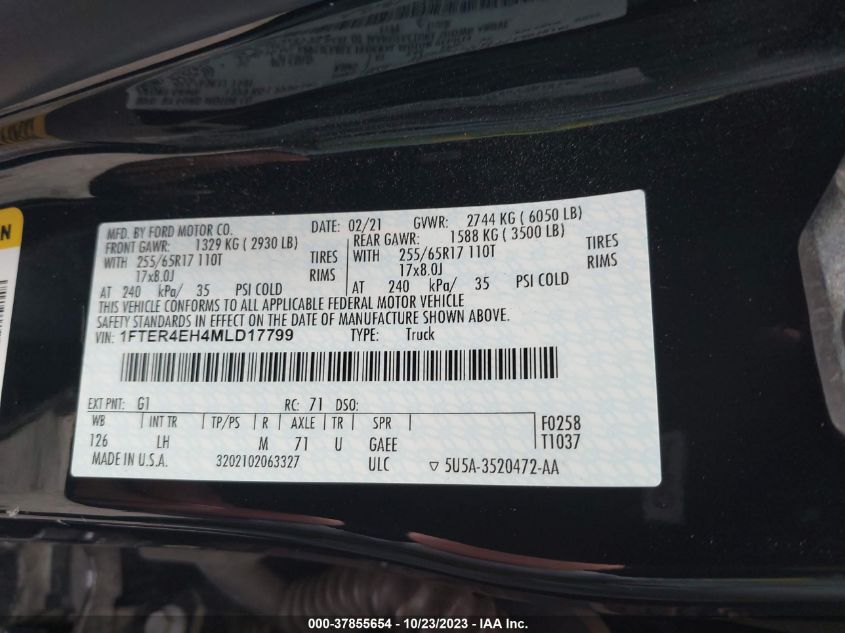 MFD. BY FORD MOTOR CO. DATE: 02/21 GVWR: 2744 KG ( 6050 LB)
FRONT GAWR: 1329 KG ( 2930 LB) REAR GAWR: 1588 KG ( 3500 LB)
WITH 255/65R17 110T TIRES WITH 255/65R17 110T TIRES
17x8.0J RIMS 17x8.0J RIMS
AT 240 kPa/ 35 PSI COLD AT 240 kPa/ 35 PSI COLD
THIS VEHICLE CONFORMS TO ALL APPLICABLE FEDERAL MOTOR VEHICLE
SAFETY STANDARDS IN EFFECT ON THE DATE OF MANUFACTURE SHOWN ABOVE.
VIN: 1FTER4EH4MLD17799 TYPE: Truck
EXT PNT: G1 RC: 71 DSO:
WB INT TR TP/PS R AXLE TR SPR F0258
126 LH M 71 U GAEE T1037
MADE IN U.S.A. 3202102063327 ULC ▽ 5U5A-3520472-AA
000-37855654 - 10/23/2023 - IAA Inc.